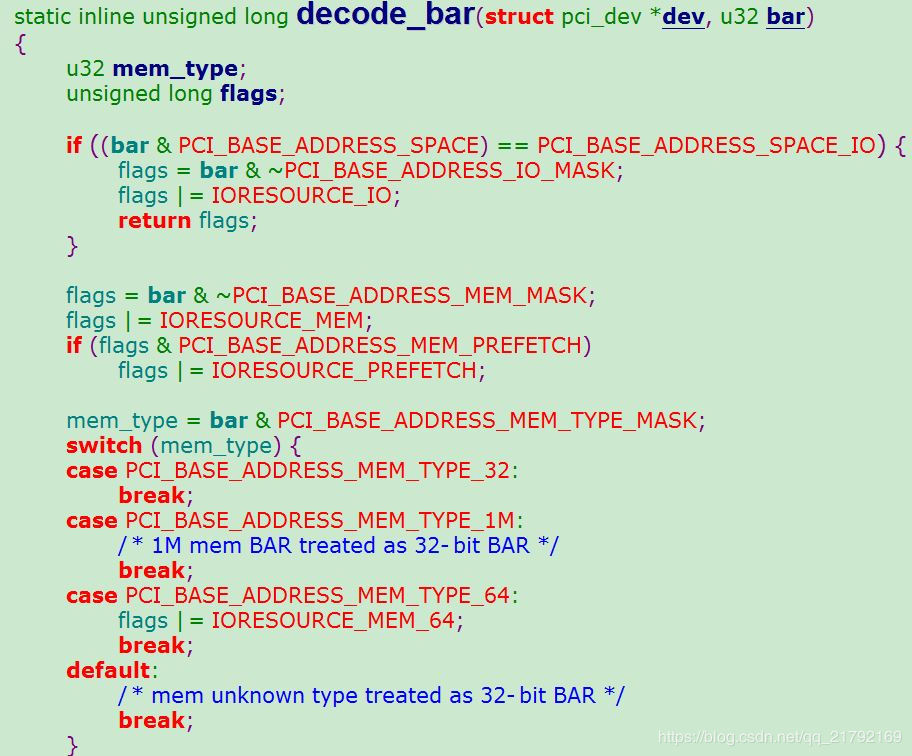 static inline unsigned long decode_bar(struct pci_dev *dev, u32 bar)
{
u32 mem_type;
unsigned long flags;
if ((bar & PCI_BASE_ADDRESS_SPACE) == PCI_BASE_ADDRESS_SPACE_IO) {
flags = bar & ~PCI_BASE_ADDRESS_IO_MASK;
flags |= IORESOURCE_IO;
return flags;
}
flags = bar & ~PCI_BASE_ADDRESS_MEM_MASK;
flags |= IORESOURCE_MEM;
if (flags & PCI_BASE_ADDRESS_MEM_PREFETCH)
flags |= IORESOURCE_PREFETCH;
mem_type = bar & PCI_BASE_ADDRESS_MEM_TYPE_MASK;
switch (mem_type) {
case PCI_BASE_ADDRESS_MEM_TYPE_32:
break;
case PCI_BASE_ADDRESS_MEM_TYPE_1M:
/* 1M mem BAR treated as 32-bit BAR */
break;
case PCI_BASE_ADDRESS_MEM_TYPE_64:
flags |= IORESOURCE_MEM_64;
break;
default:
/* mem unknown type treated as 32-bit BAR */
break;
}
https://blog.csdn.net/qq_21792169